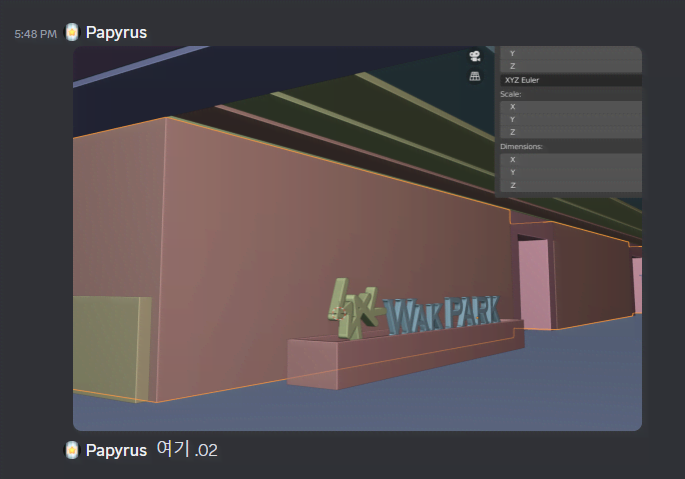 5:48 PM Papyrus
Y
Z
XYZ Euler
Scale:
X
Y
Z
Dimensions:
X
Y
Z
WAK PARK
Papyrus 여기 .02